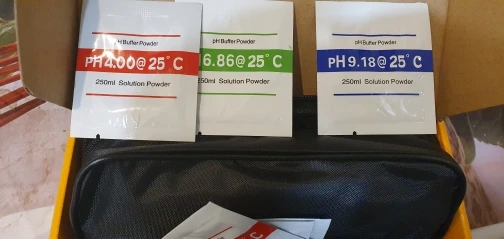 pH Buffer Powder
PH4.00@ 25°C
250ml Solution Powder
pH Buffer Powder
6.86@ 25°C
250ml Solution Powder
pH Buffer Powder
PH9.18@ 25°C
250ml Solution Powder